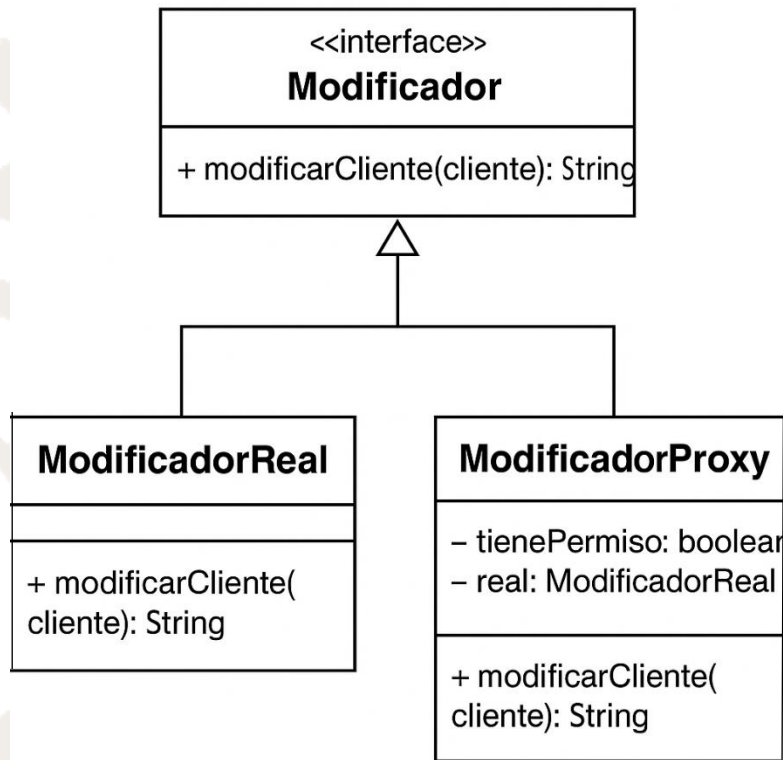 <<interface>>
Modificador
+ modificarCliente(cliente): String
ModificadorReal
+ modificarCliente(
cliente): String
ModificadorProxy
– tienePermiso: boolean
– real: ModificadorReal
+ modificarCliente(
cliente): String